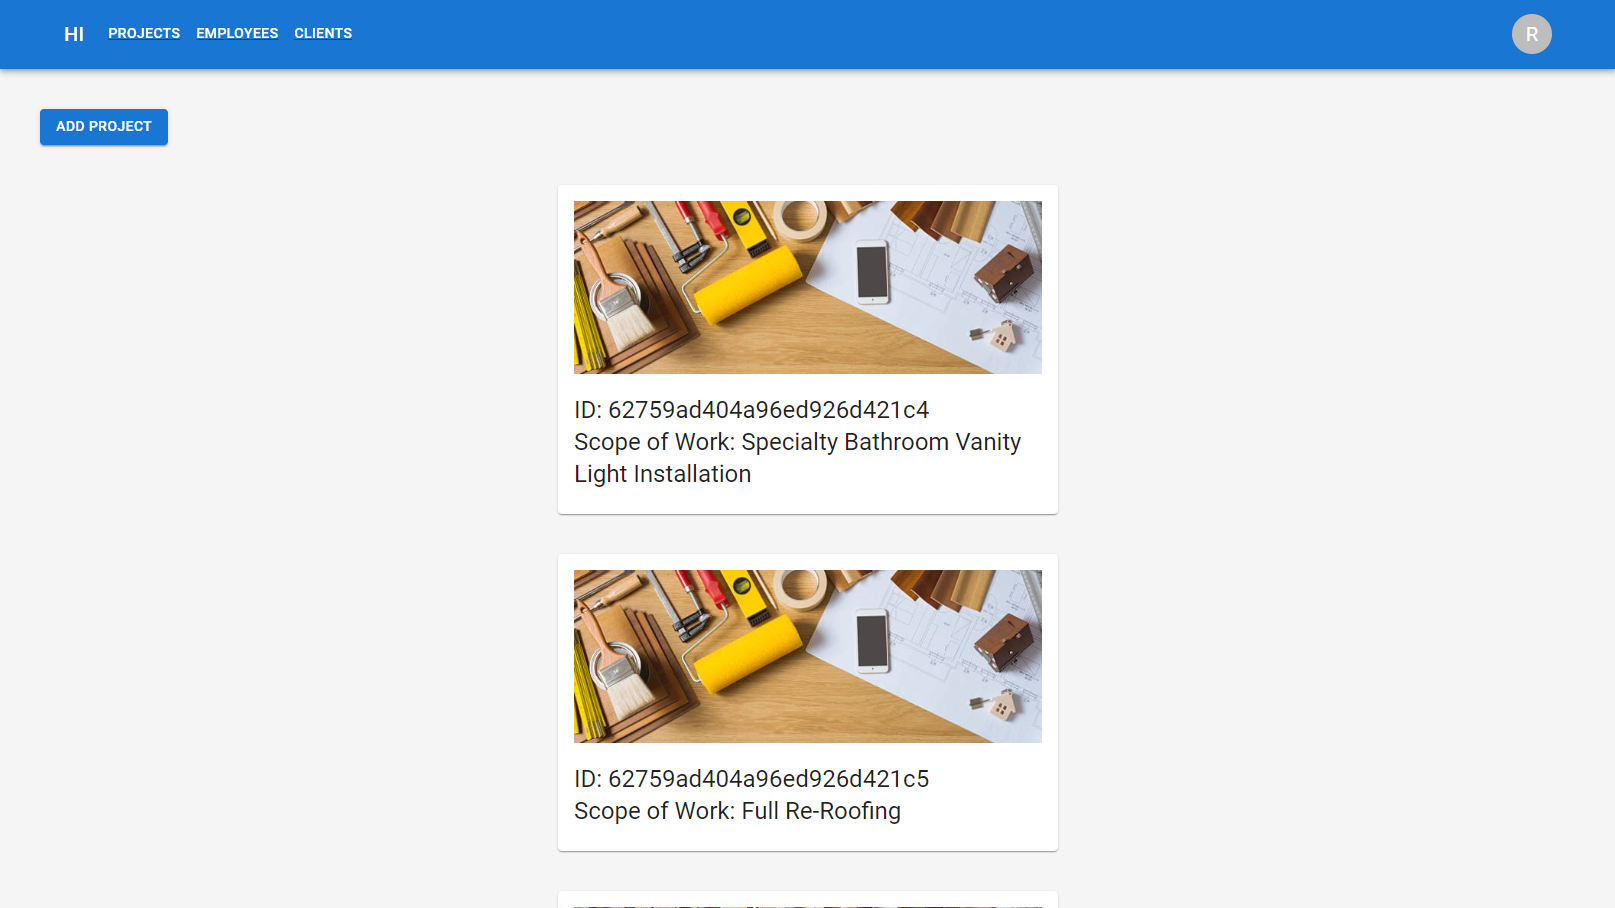 HI PROJECTS EMPLOYEES CLIENTS R
ADD PROJECT
ID: 62759ad404a96ed926d421c4
Scope of Work: Specialty Bathroom Vanity
Light Installation
ID: 62759ad404a96ed926d421c5
Scope of Work: Full Re-Roofing